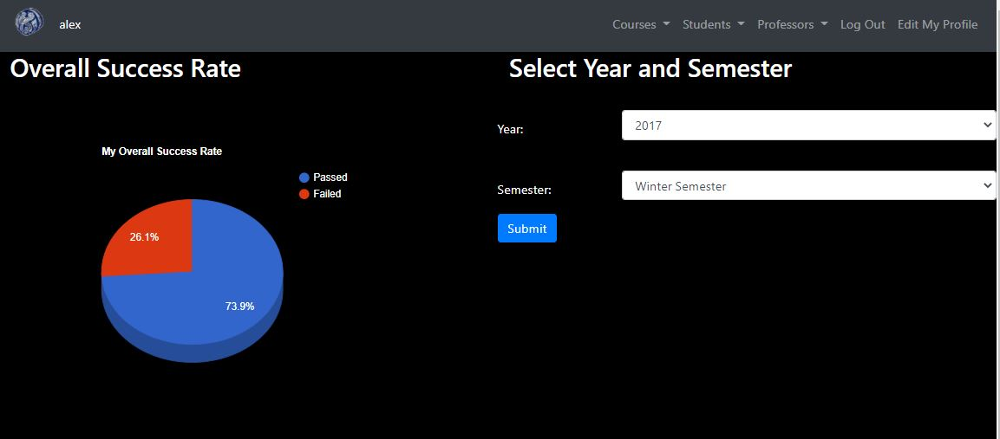 alex Courses Students Professors Log Out Edit My Profile
Overall Success Rate
Select Year and Semester
My Overall Success Rate
Passed
Failed
26.1%
73.9%
Year: 2017
Semester: Winter Semester
Submit